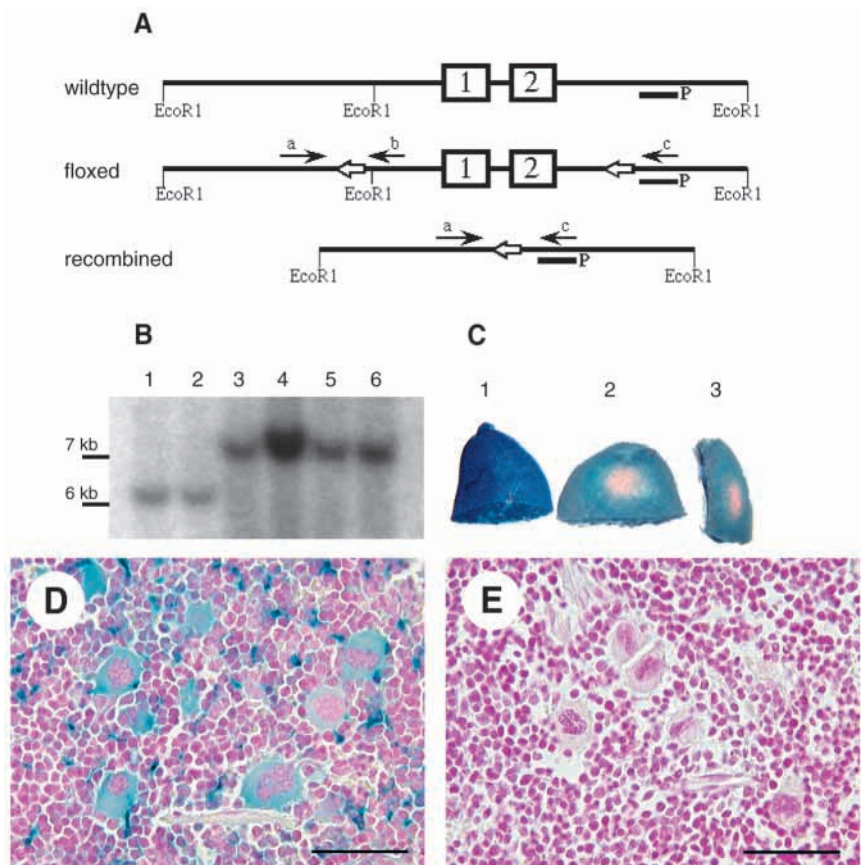 A
wildtype
1 2
P
EcoR1 EcoR1 EcoR1
a b c
floxed
1 2
P
EcoR1 EcoR1 EcoR1
a c
recombined
P
EcoR1 EcoR1
B
1 2 3 4 5 6
7 kb
6 kb
C
1 2 3
D
E